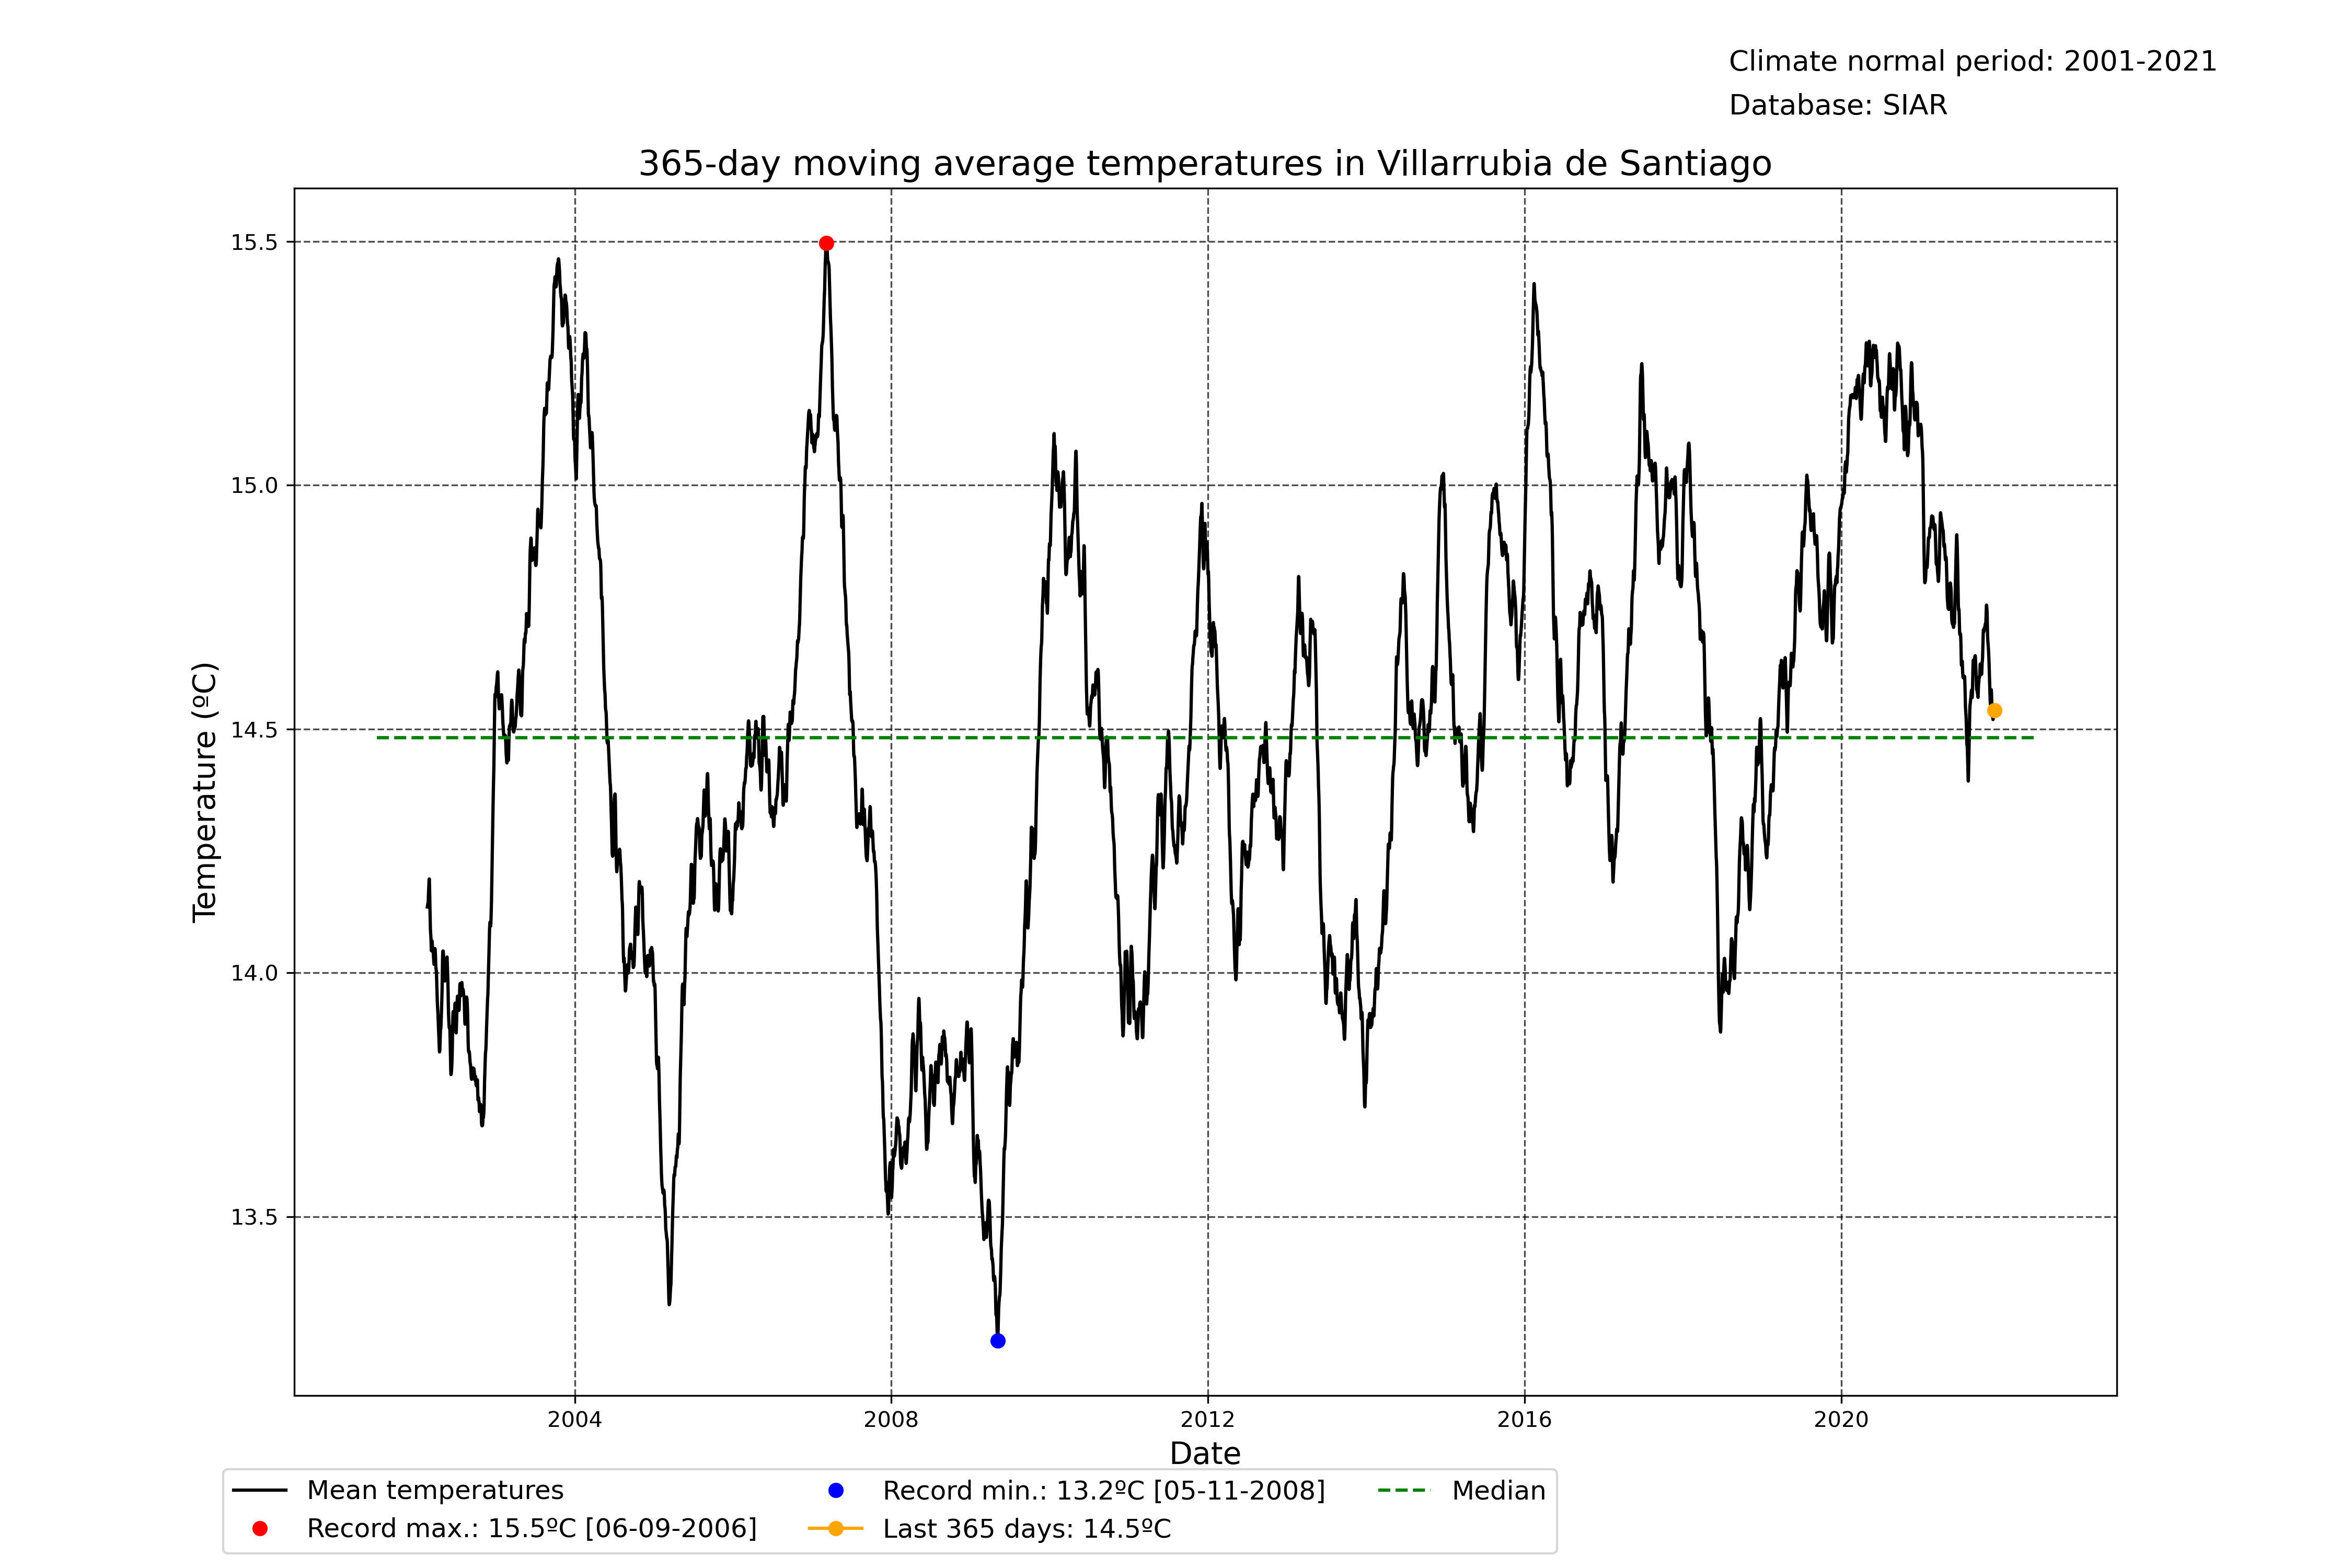 Climate normal period: 2001-2021
Database: SIAR
365-day moving average temperatures in Villarrubia de Santiago
15.5
15.0
14.5
14.0
13.5
Temperature (ºC)
2004 2008 2012 2016 2020
Date
Mean temperatures
Record max.: 15.5ºC [06-09-2006]
Record min.: 13.2ºC [05-11-2008]
Last 365 days: 14.5ºC
Median